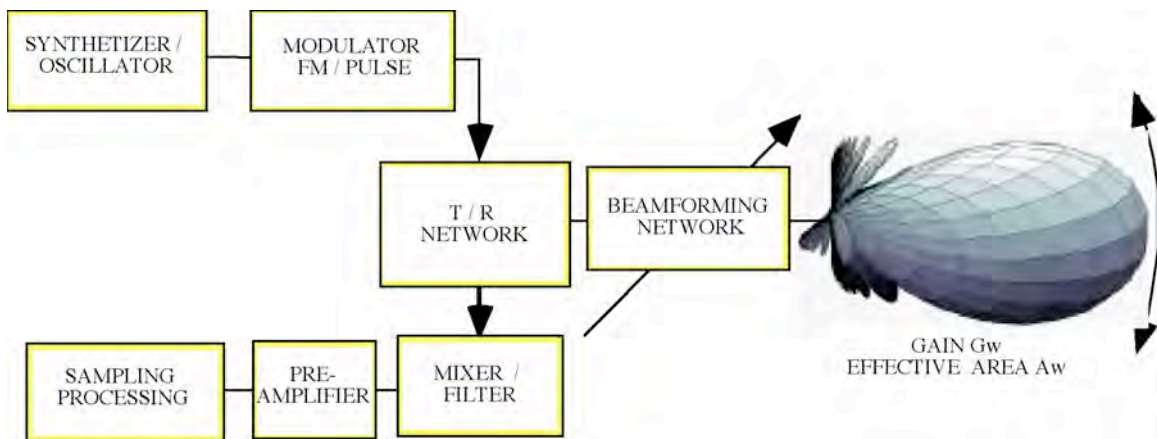 SYNTHETIZER /
OSCILLATOR
MODULATOR
FM / PULSE
T / R
NETWORK
BEAMFORMING
NETWORK
GAIN Gw
EFFECTIVE AREA Aw
SAMPLING
PROCESSING
PRE-
AMPLIFIER
MIXER /
FILTER